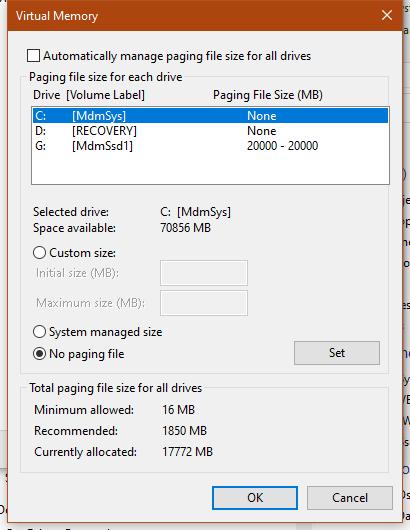 Virtual Memory
Automatically manage paging file size for all drives
Paging file size for each drive
Drive [Volume Label] Paging File Size (MB)
C: [MdmSys] None
D: [RECOVERY] None
G: [MdmSsd1] 20000 - 20000
Selected drive: C: [MdmSys]
Space available: 70856 MB
Custom size:
Initial size (MB):
Maximum size (MB):
System managed size
No paging file
Set
Total paging file size for all drives
Minimum allowed: 16 MB
Recommended: 1850 MB
Currently allocated: 17772 MB
OK
Cancel